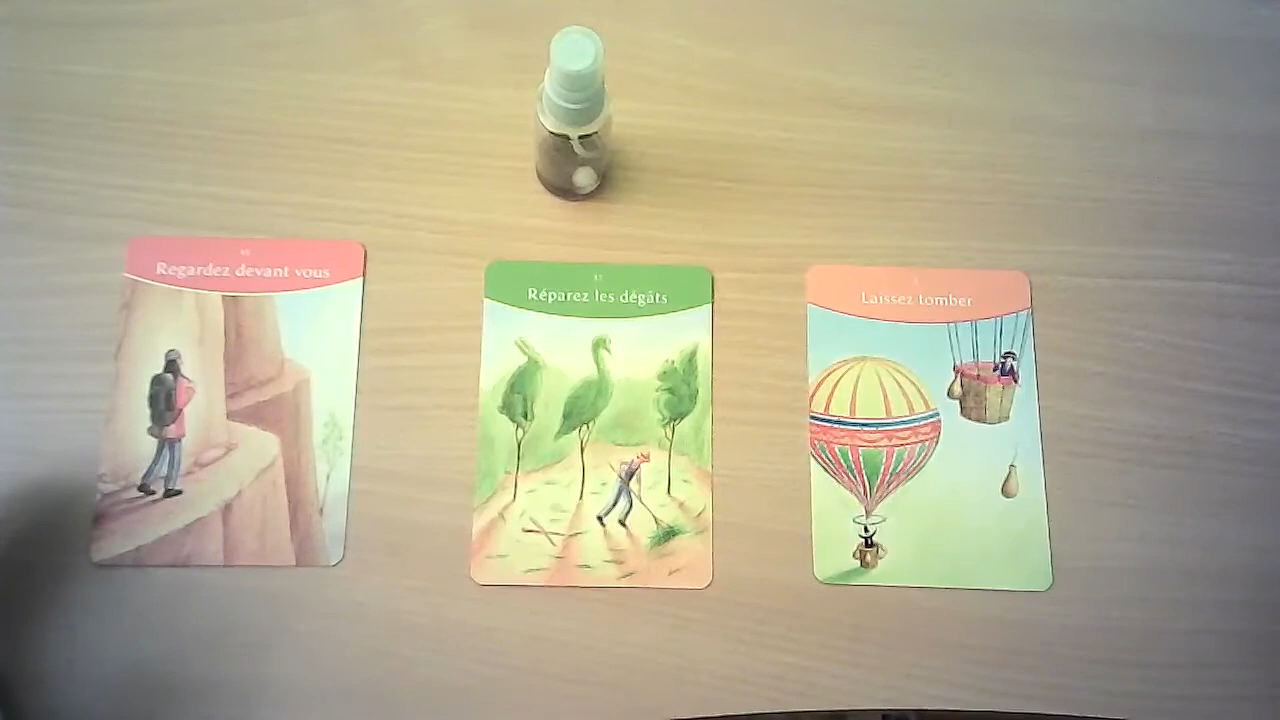 Regardez devant vous
Réparez les dégâts
Laissez tomber